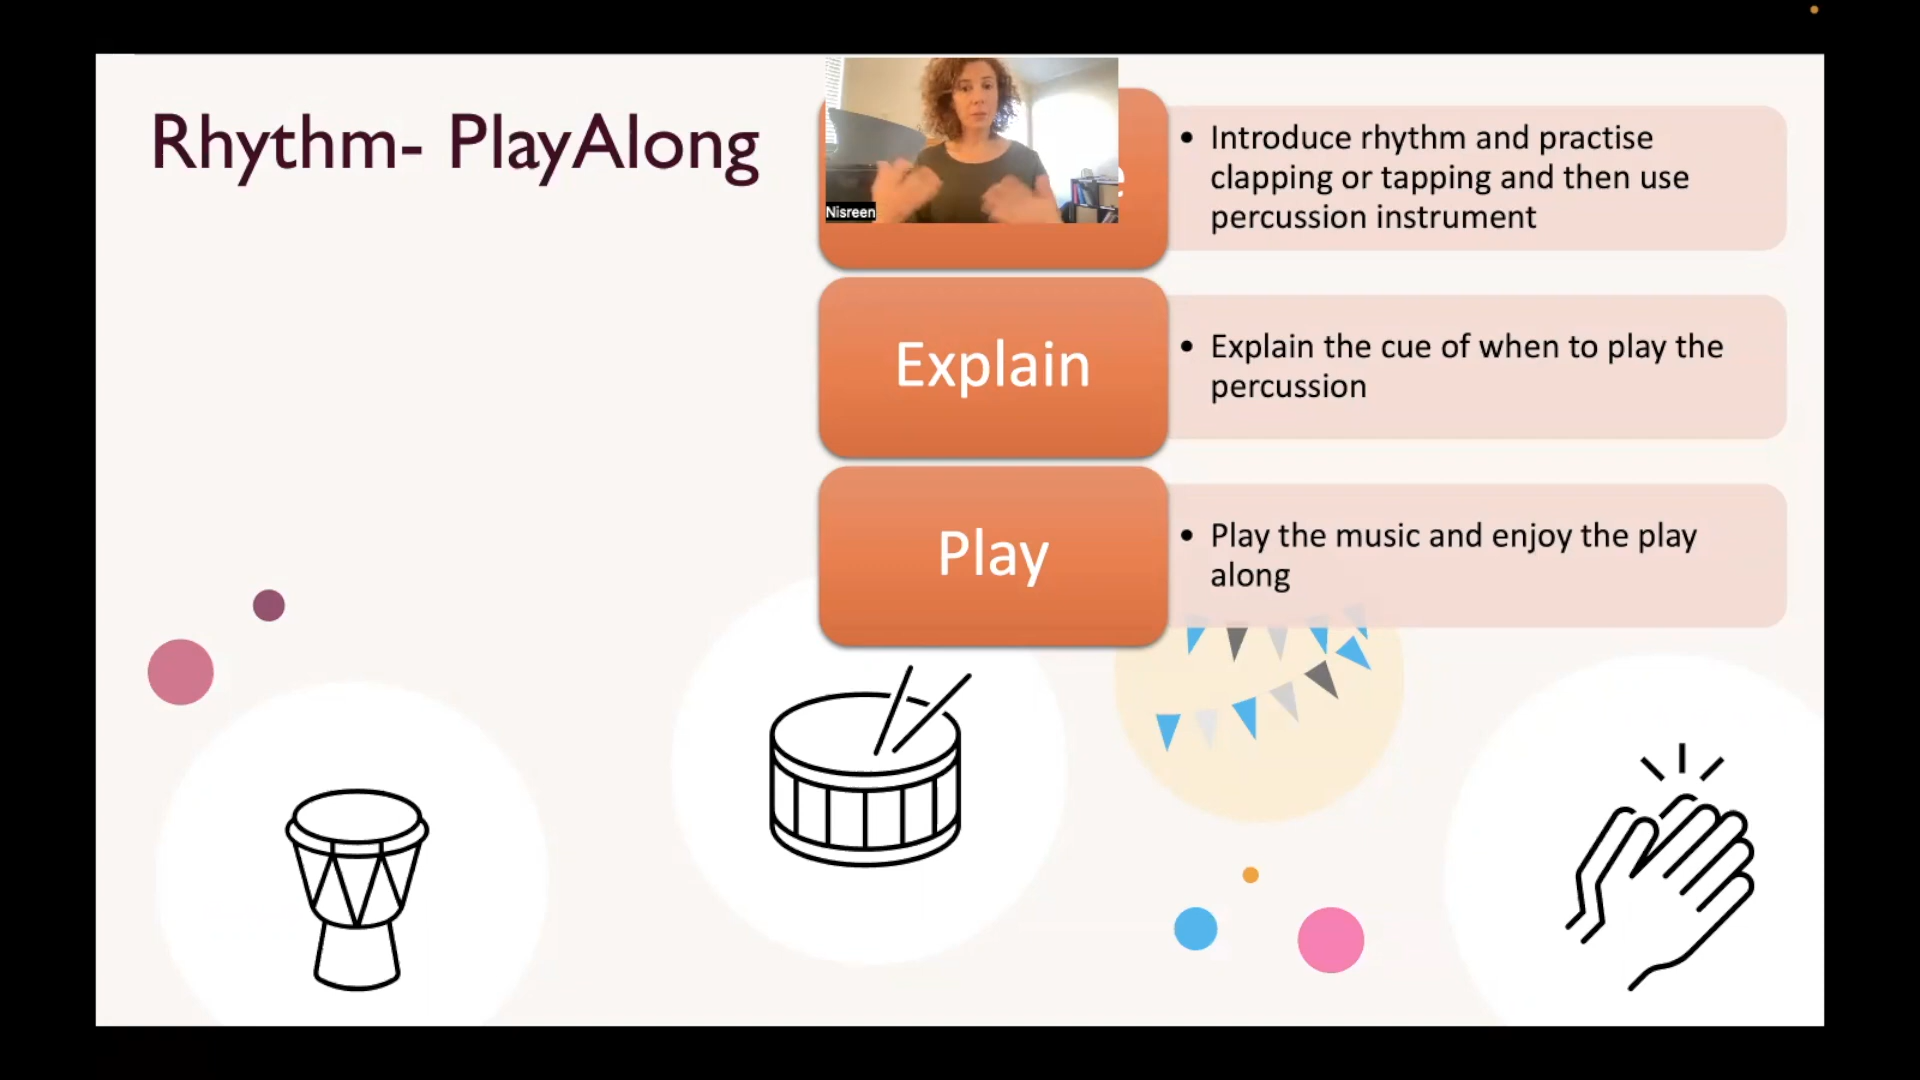 Rhythm- PlayAlong
Nisreen
• Introduce rhythm and practise
clapping or tapping and then use
percussion instrument
Explain
• Explain the cue of when to play the
percussion
Play
• Play the music and enjoy the play
along